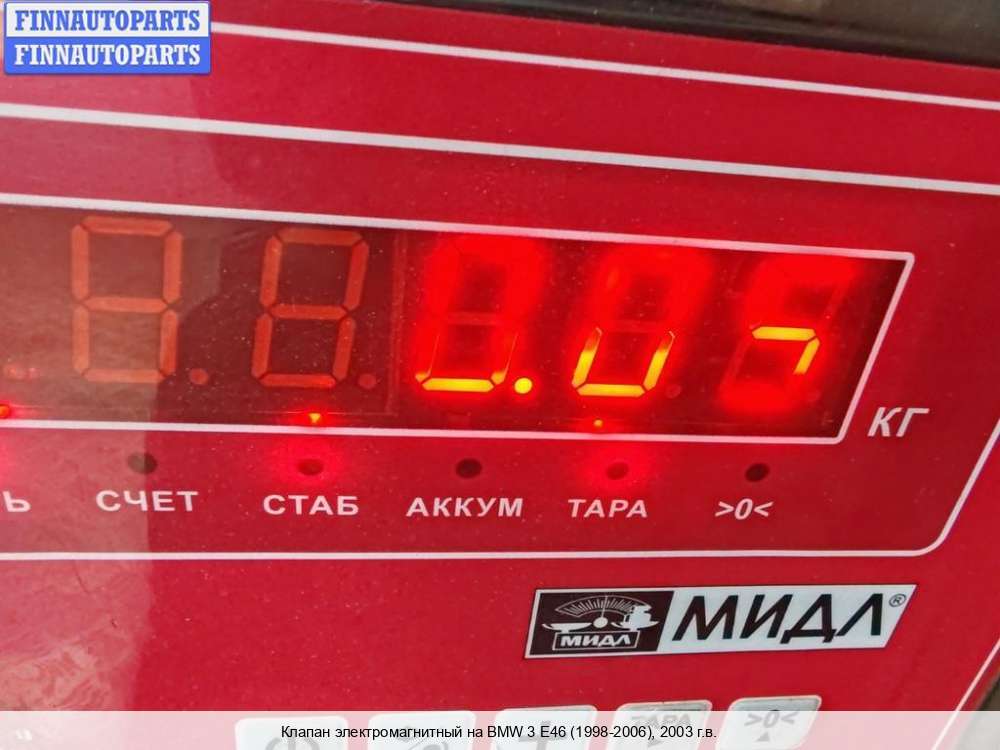 FINNAUTOPARTS
FINNAUTOPARTS
КГ
Ь СЧЕТ СТАБ АККУМ ТАРА >0<
МИДЛ МИДЛ®
ТАРА >0<
Клапан электромагнитный на BMW 3 E46 (1998-2006), 2003 г.в.